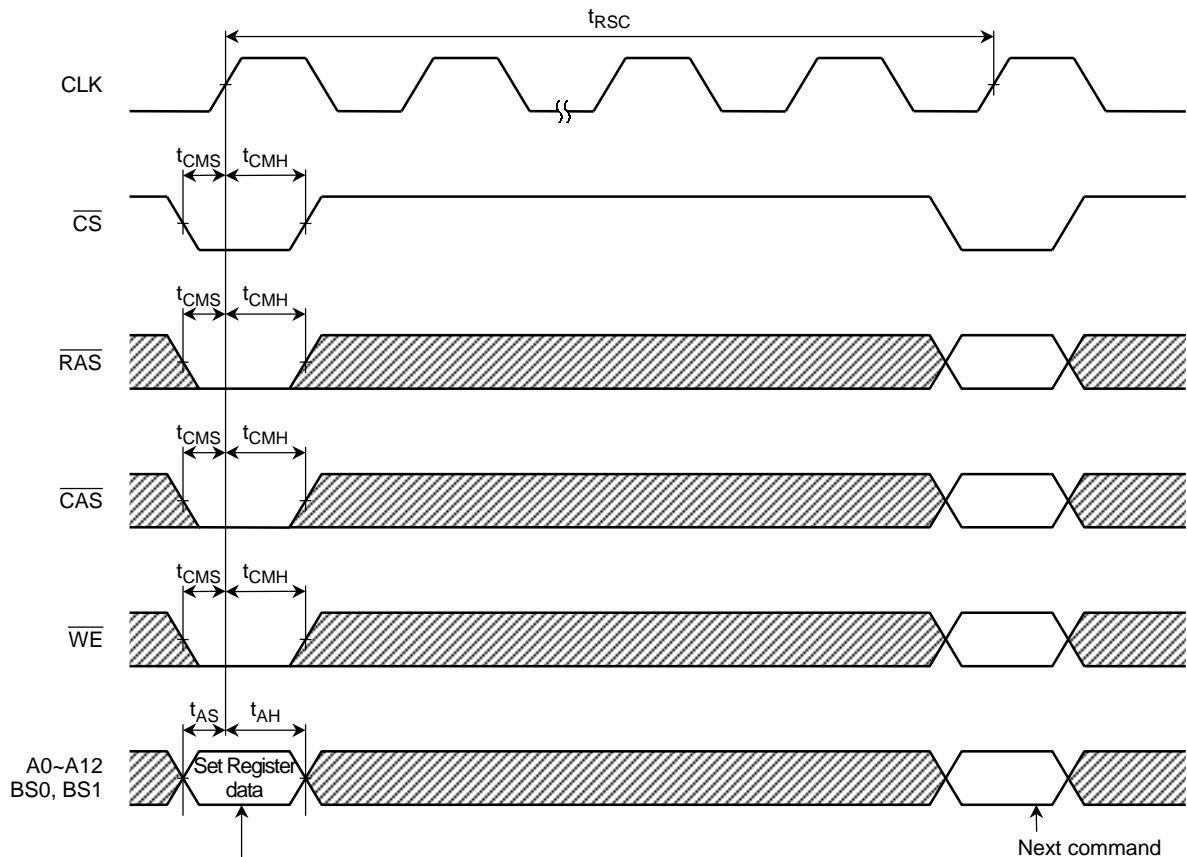 tRSC
CLK
tCMS tCMH
CS
tCMS tCMH
RAS
tCMS tCMH
CAS
tCMS tCMH
WE
tAS tAH
A0~A12
BS0, BS1
Set Register
data
Next command